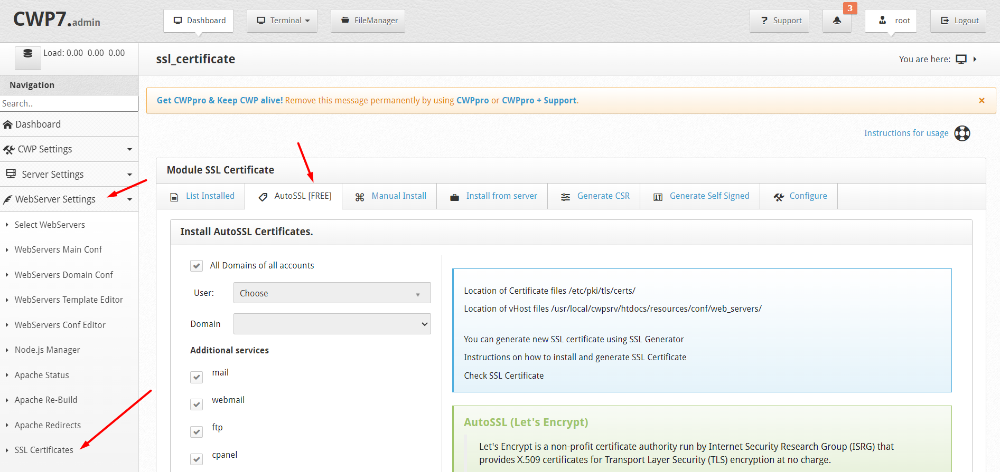 CWP7.admin
Dashboard
Terminal
FileManager
? Support
3
root
Logout
Load: 0.00 0.00 0.00
ssl_certificate
You are here:
Navigation
Search..
Dashboard
CWP Settings
Server Settings
WebServer Settings
Select WebServers
WebServers Main Conf
WebServers Domain Conf
WebServers Template Editor
WebServers Conf Editor
Node.js Manager
Apache Status
Apache Re-Build
Apache Redirects
SSL Certificates
Get CWPpro & Keep CWP alive! Remove this message permanently by using CWPpro or CWPpro + Support.
Instructions for usage
Module SSL Certificate
List Installed
AutoSSL [FREE]
Manual Install
Install from server
Generate CSR
Generate Self Signed
Configure
Install AutoSSL Certificates.
All Domains of all accounts
User:
Choose
Domain
Additional services
mail
webmail
ftp
cpanel
Location of Certificate files /etc/pki/tls/certs/
Location of vHost files /usr/local/cwpsrv/htdocs/resources/conf/web_servers/
You can generate new SSL certificate using SSL Generator
Instructions on how to install and generate SSL Certificate
Check SSL Certificate
AutoSSL (Let's Encrypt)
Let's Encrypt is a non-profit certificate authority run by Internet Security Research Group (ISRG) that
provides X.509 certificates for Transport Layer Security (TLS) encryption at no charge.